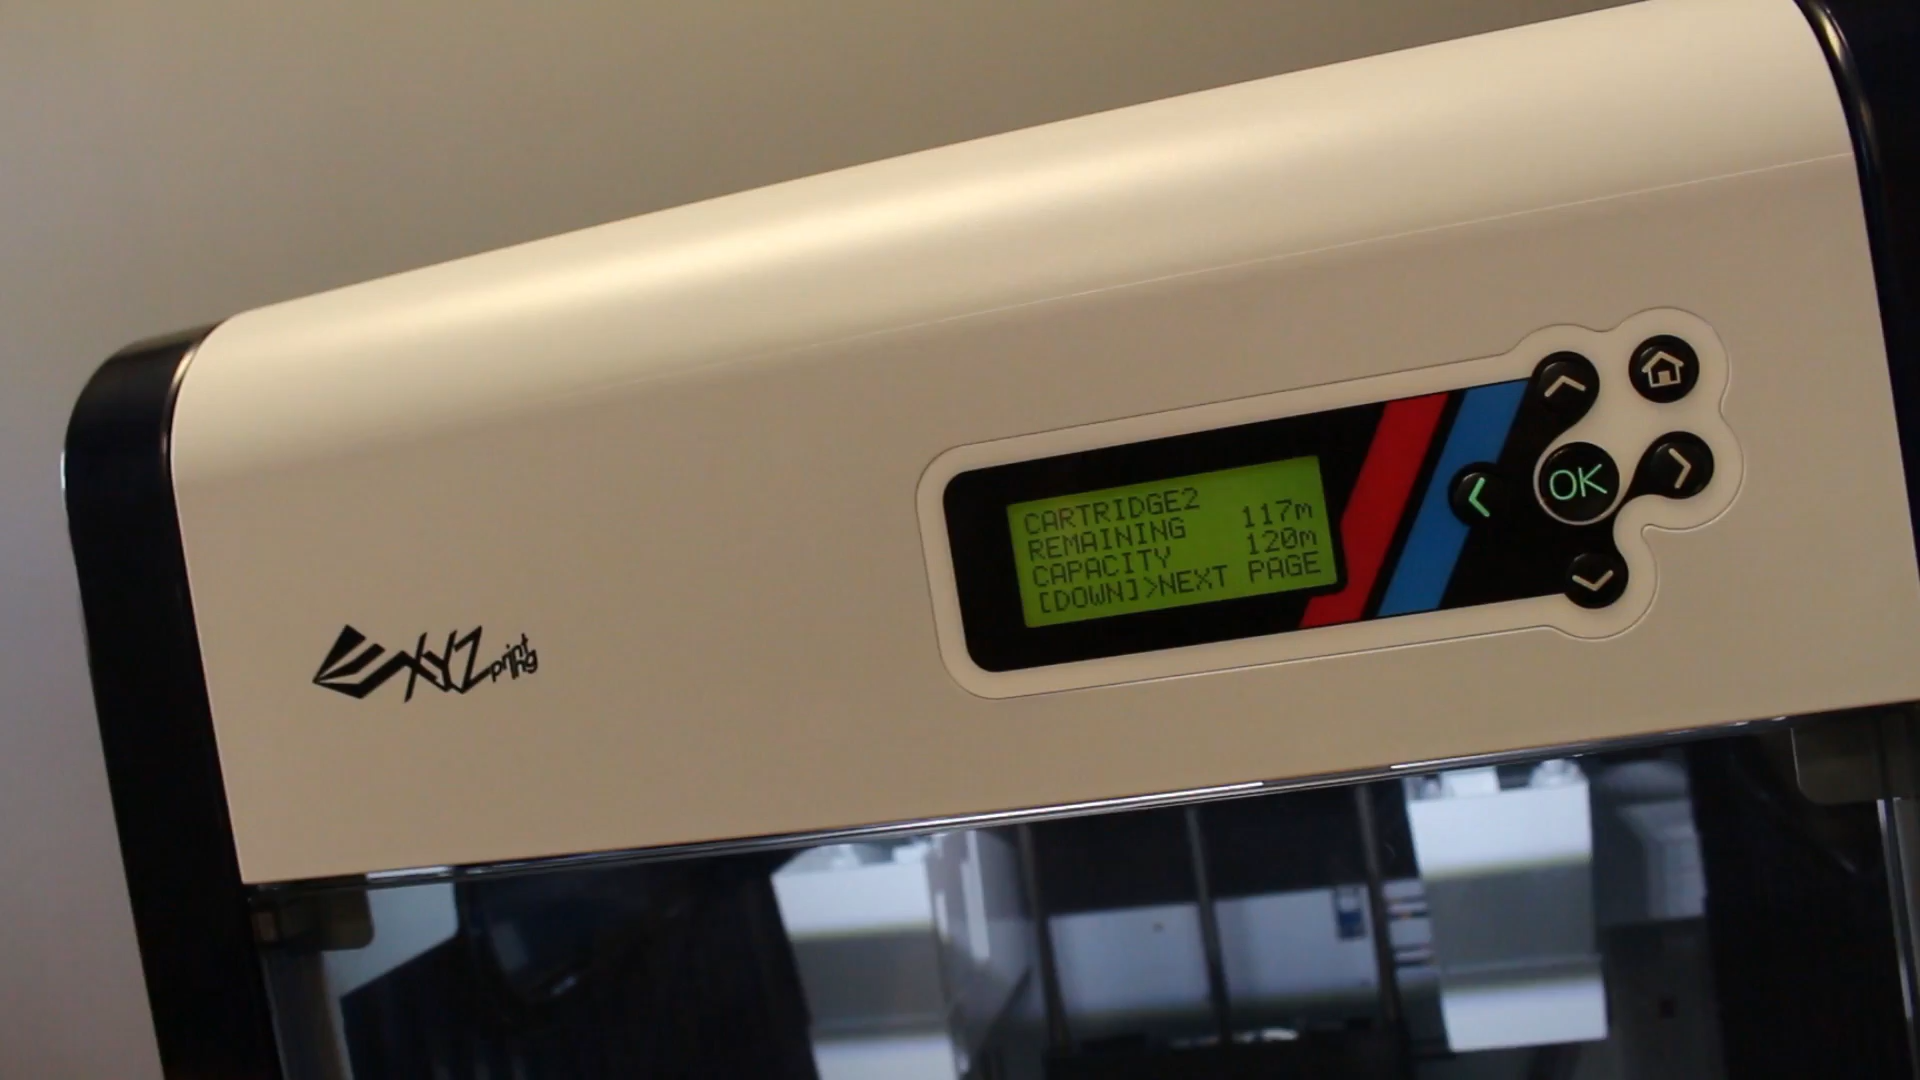 CARTRIDGE2
REMAINING 117m
CAPACITY 120m
[DOWN]>NEXT PAGE
OK
XYZprinting